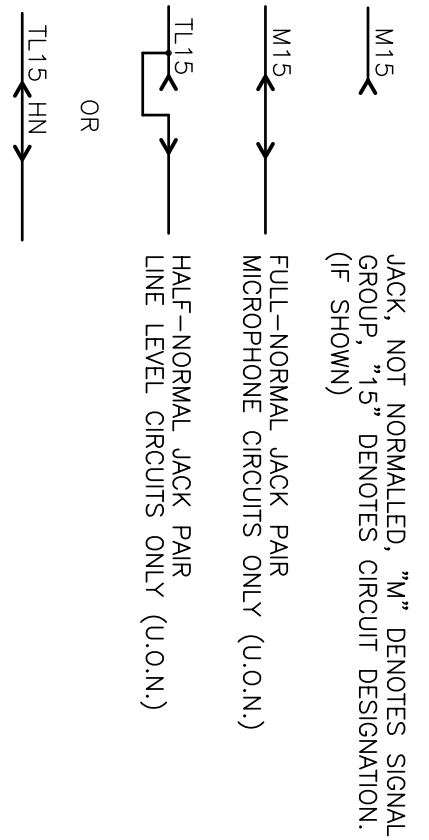 M15
JACK, NOT NORMALLED, "M" DENOTES SIGNAL
GROUP, "15" DENOTES CIRCUIT DESIGNATION.
(IF SHOWN)
M15
FULL-NORMAL JACK PAIR
MICROPHONE CIRCUITS ONLY (U.O.N.)
TL15
HALF-NORMAL JACK PAIR
LINE LEVEL CIRCUITS ONLY (U.O.N.)
OR
TL15 HN